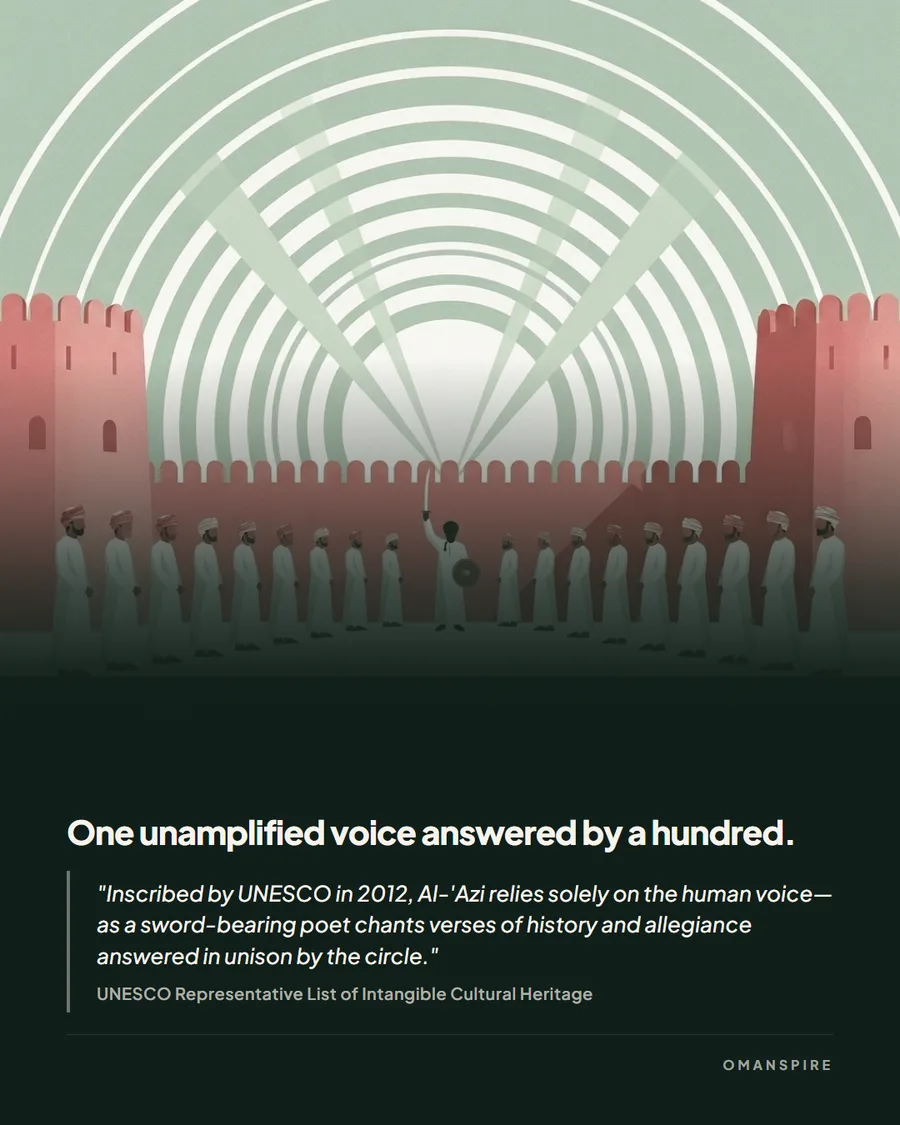 One unamplified voice answered by a hundred.
"Inscribed by UNESCO in 2012, Al-'Azi relies solely on the human voice—
as a sword-bearing poet chants verses of history and allegiance
answered in unison by the circle."
UNESCO Representative List of Intangible Cultural Heritage
OMANSPIRE